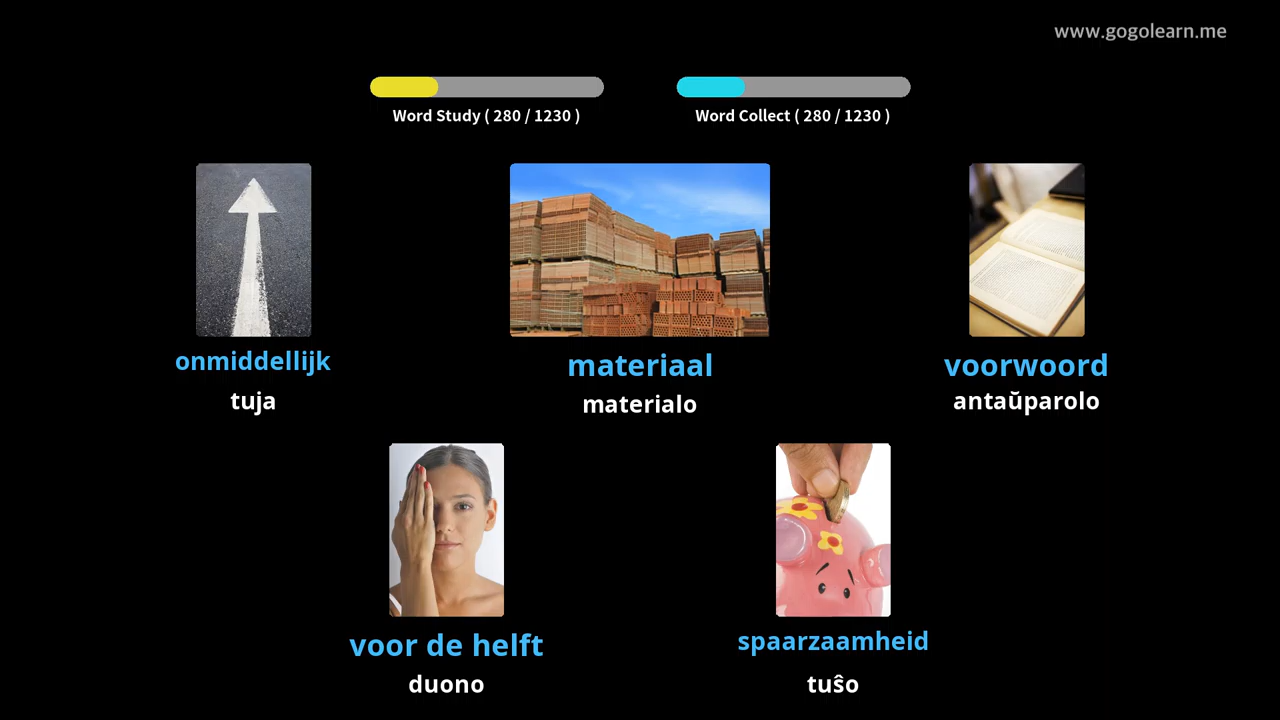 www.gogolearn.me
Word Study ( 280 / 1230 )
Word Collect ( 280 / 1230 )
onmiddellijk
tuja
materiaal
materialo
voorwoord
antaŭparolo
voor de helft
duono
spaarzaamheid
tuŝo